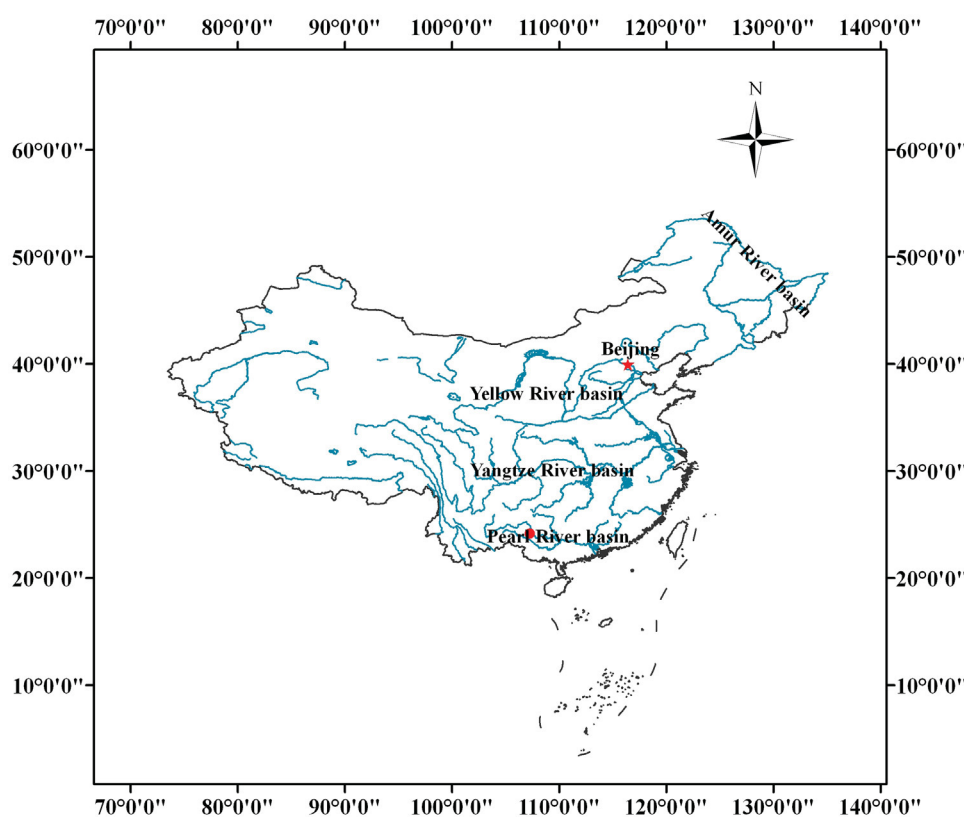 70°0'0" 80°0'0" 90°0'0" 100°0'0" 110°0'0" 120°0'0" 130°0'0" 140°0'0"
N
60°0'0" 60°0'0"
Amur River basin
50°0'0" 50°0'0"
Beijing
40°0'0" 40°0'0"
Yellow River basin
Yangtze River basin
30°0'0" 30°0'0"
Pearl River basin
20°0'0" 20°0'0"
10°0'0" 10°0'0"
70°0'0" 80°0'0" 90°0'0" 100°0'0" 110°0'0" 120°0'0" 130°0'0" 140°0'0"